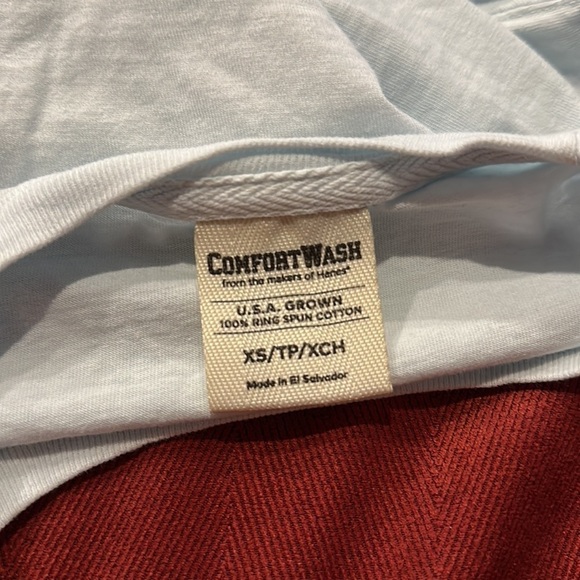 COMFORTWASH
from the makers of Hanes®
U.S.A. GROWN
100% RING SPUN COTTON
XS/TP/XCH
Made in El Salvador